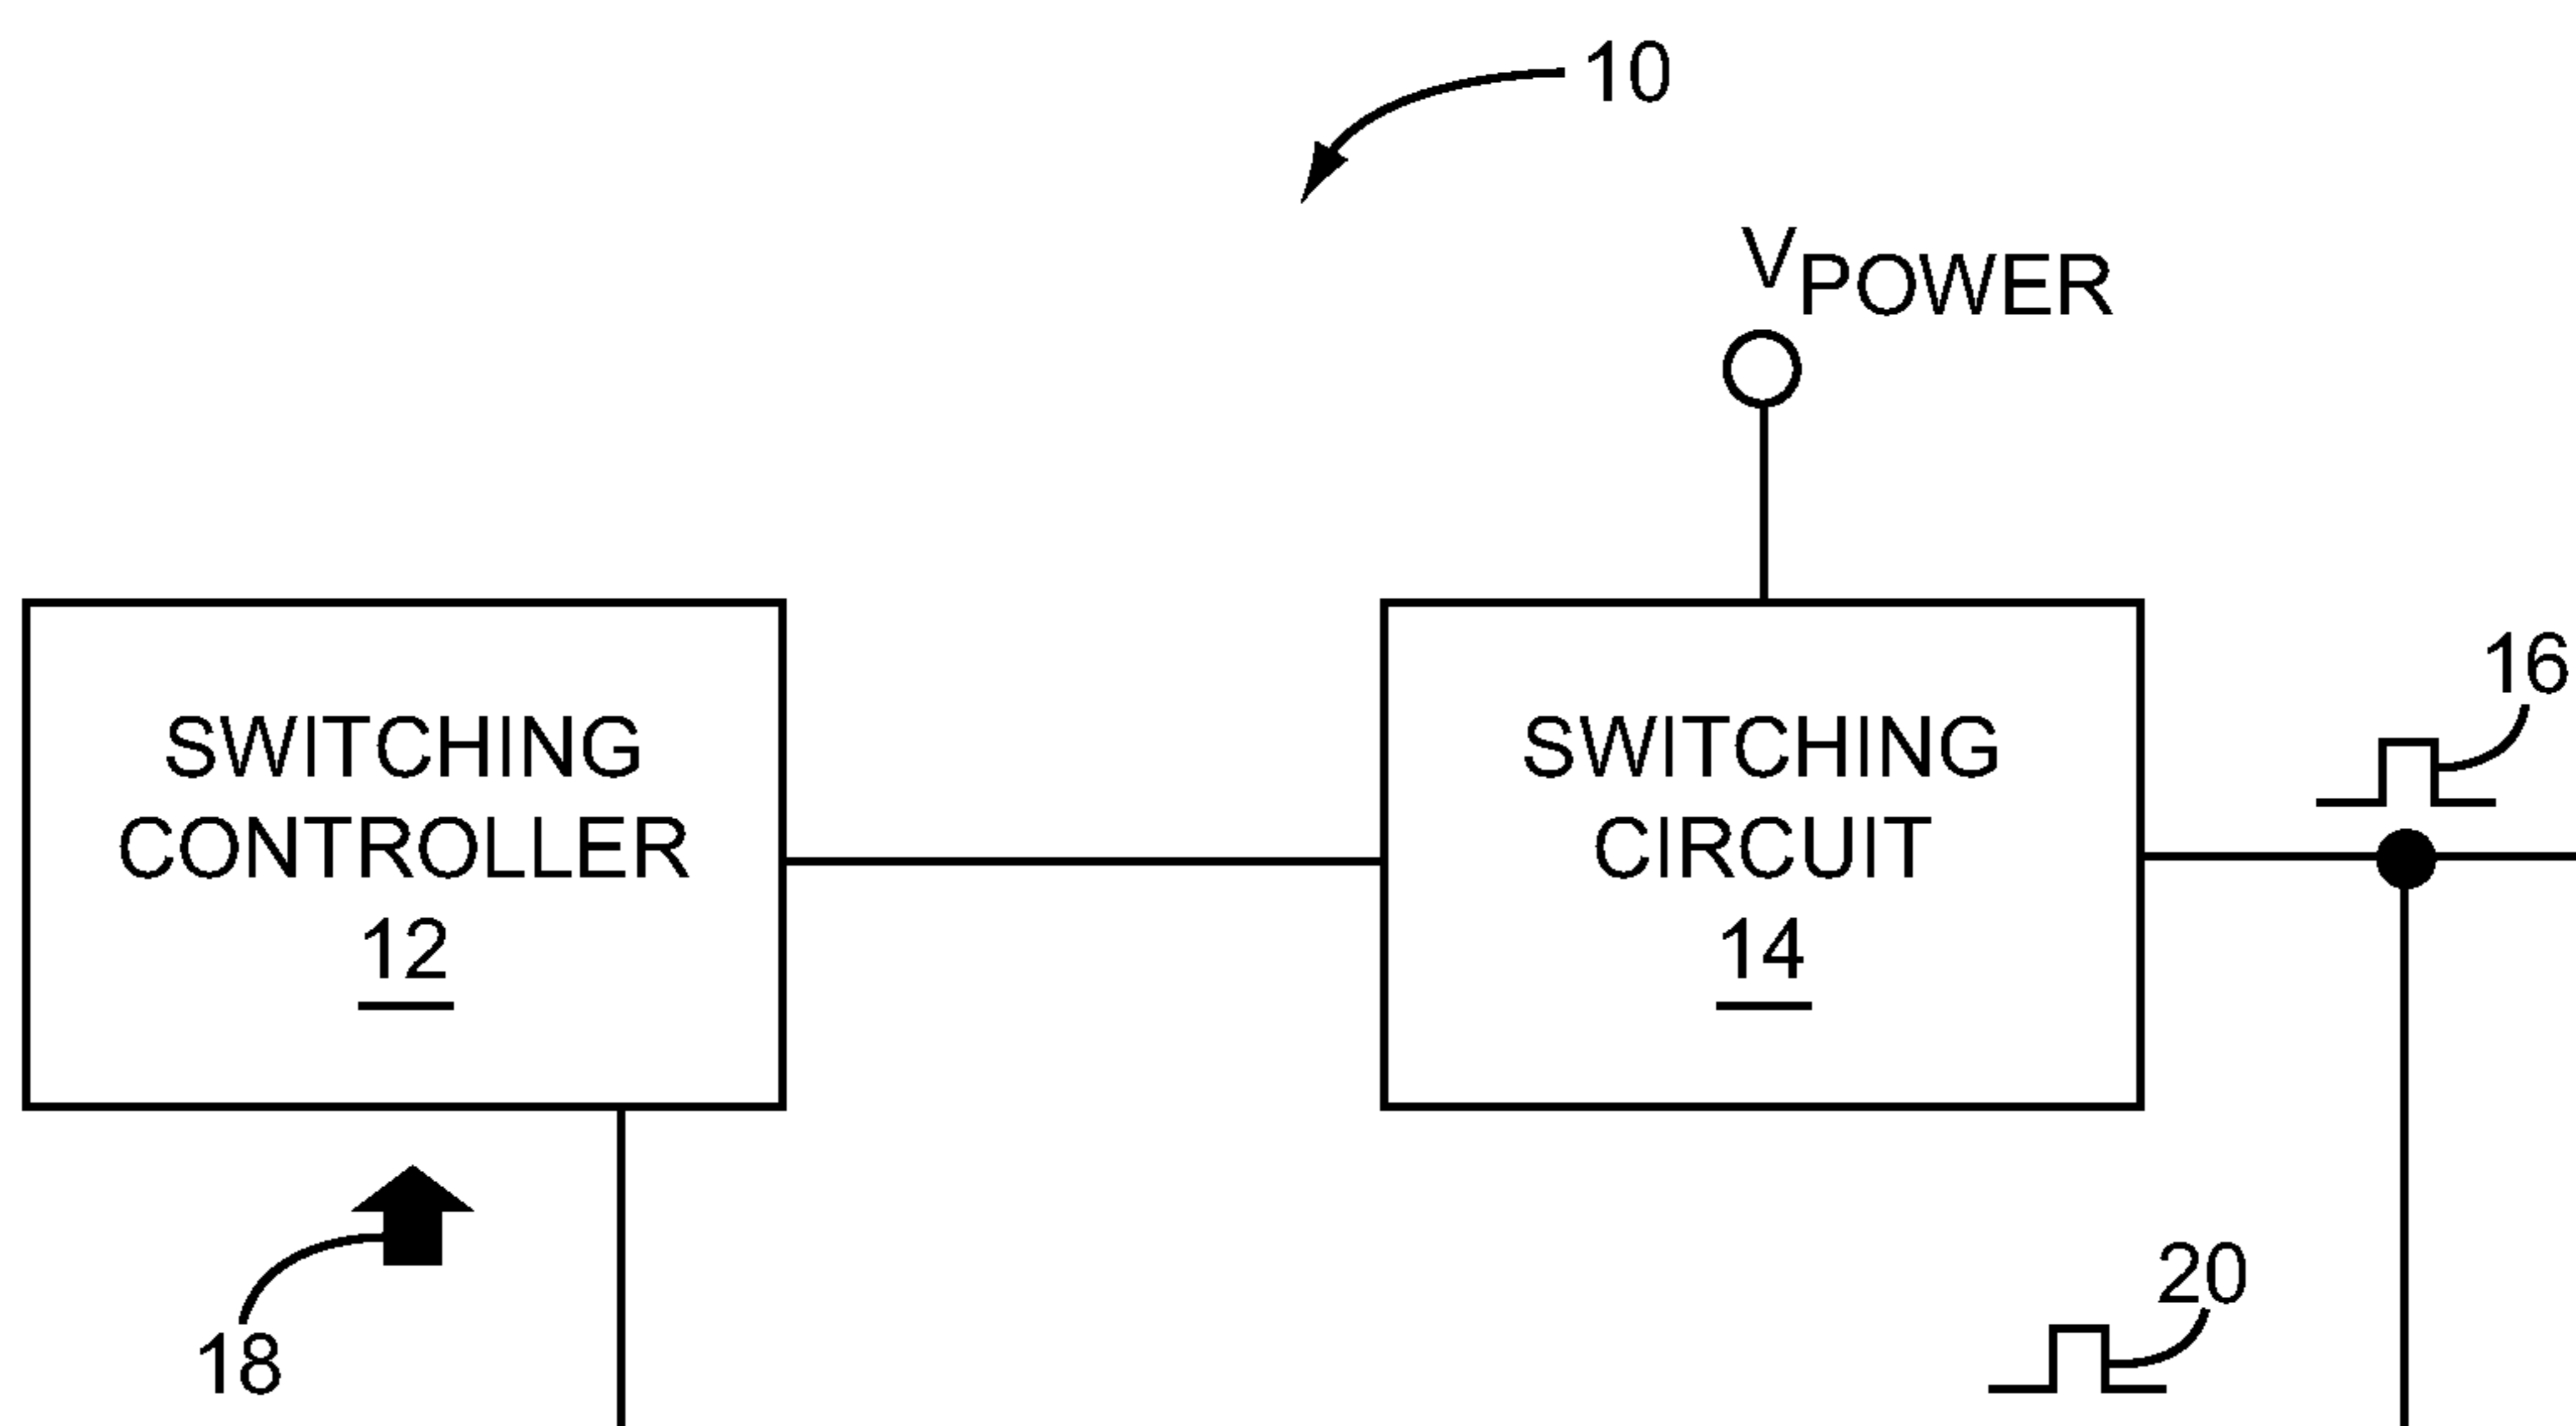 10
VPOWER
16
SWITCHING
CONTROLLER
12
SWITCHING
CIRCUIT
14
18
20